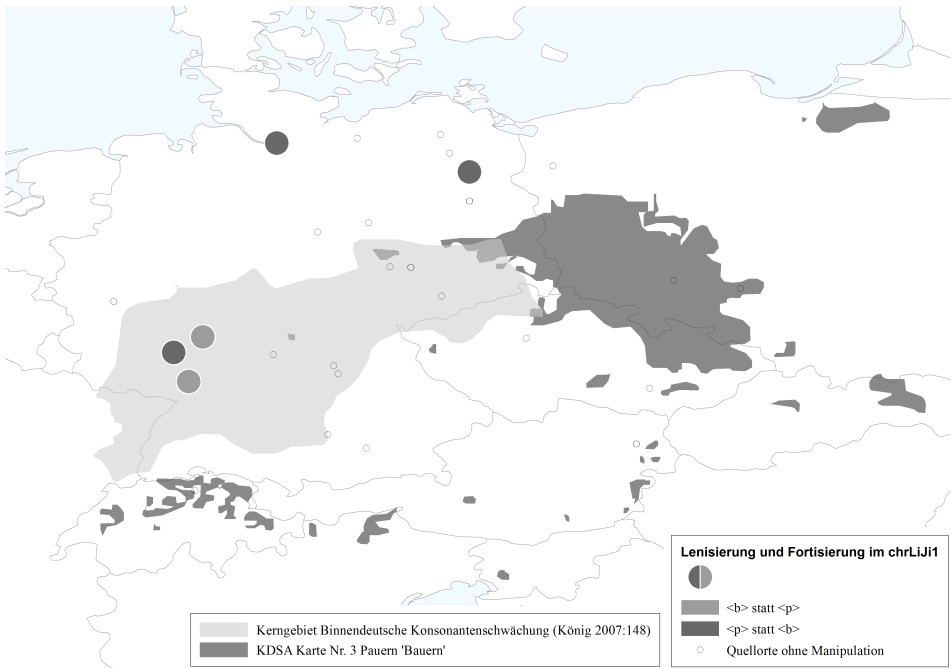 Lenisierung und Fortisierung im chrLiJi1
<b> statt <p>
<p> statt <b>
Quellorte ohne Manipulation
Kerngebiet Binnendeutsche Konsonantenschwächung (König 2007:148)
KDSA Karte Nr. 3 Pauern 'Bauern'